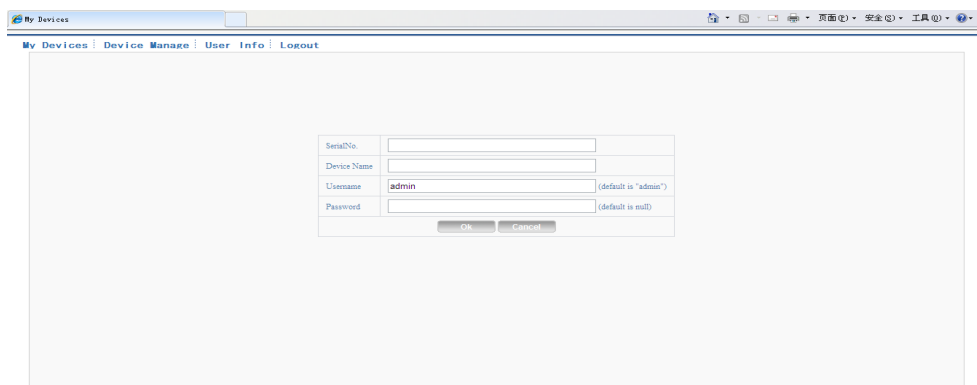 My Devices
页面(P) 安全(S) 工具(O)
My Devices Device Manage User Info Logout
SerialNo.
Device Name
Username admin (default is "admin")
Password (default is null)
Ok Cancel